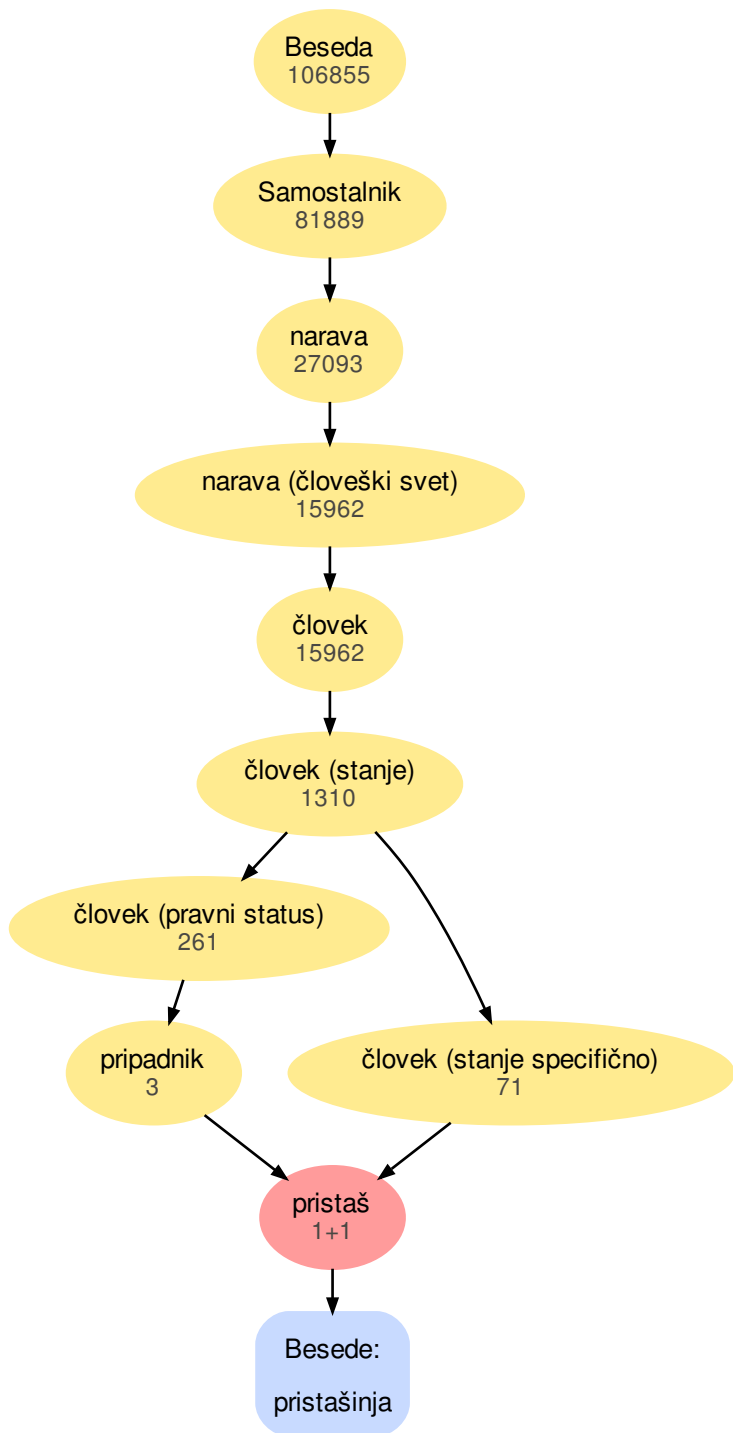 Beseda
106855
Samostalnik
81889
narava
27093
narava (človeški svet)
15962
človek
15962
človek (stanje)
1310
človek (pravni status)
261
pripadnik
3
človek (stanje specifično)
71
pristaš
1+1
Besede:
pristašinja